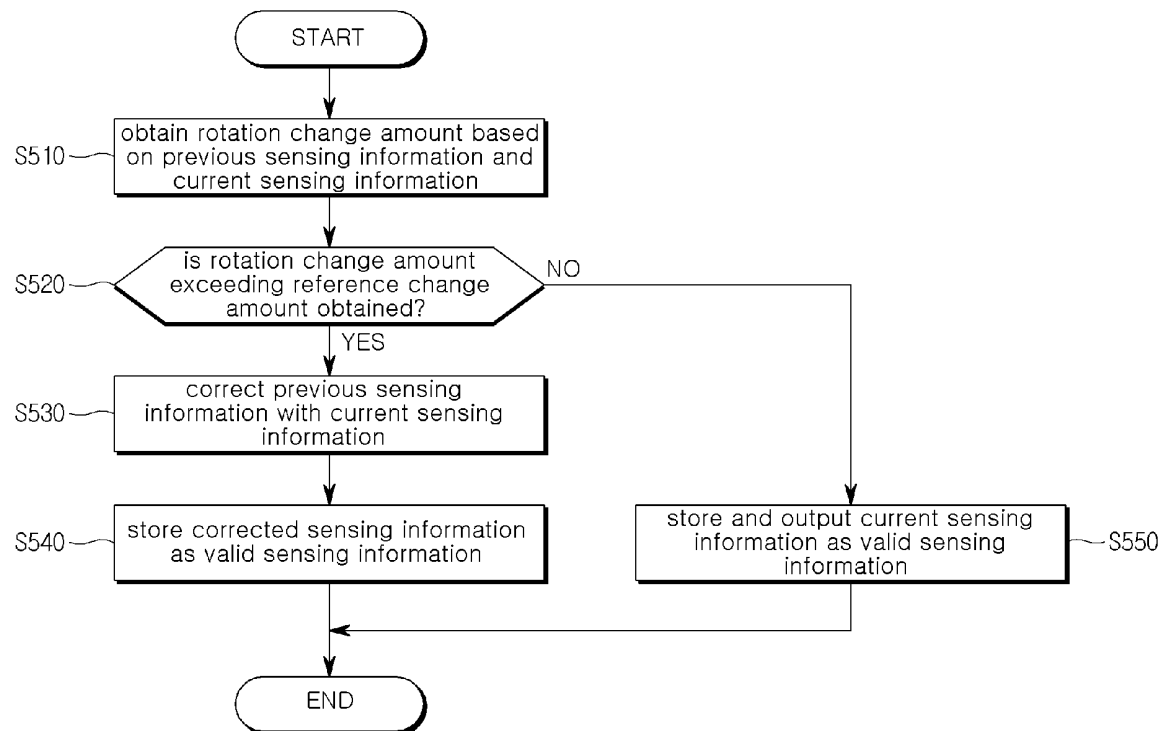 START
S510
obtain rotation change amount based
on previous sensing information and
current sensing information
S520
is rotation change amount
exceeding reference change
amount obtained?
NO
YES
S530
correct previous sensing
information with current sensing
information
S540
store corrected sensing information
as valid sensing information
store and output current sensing
information as valid sensing
information
S550
END